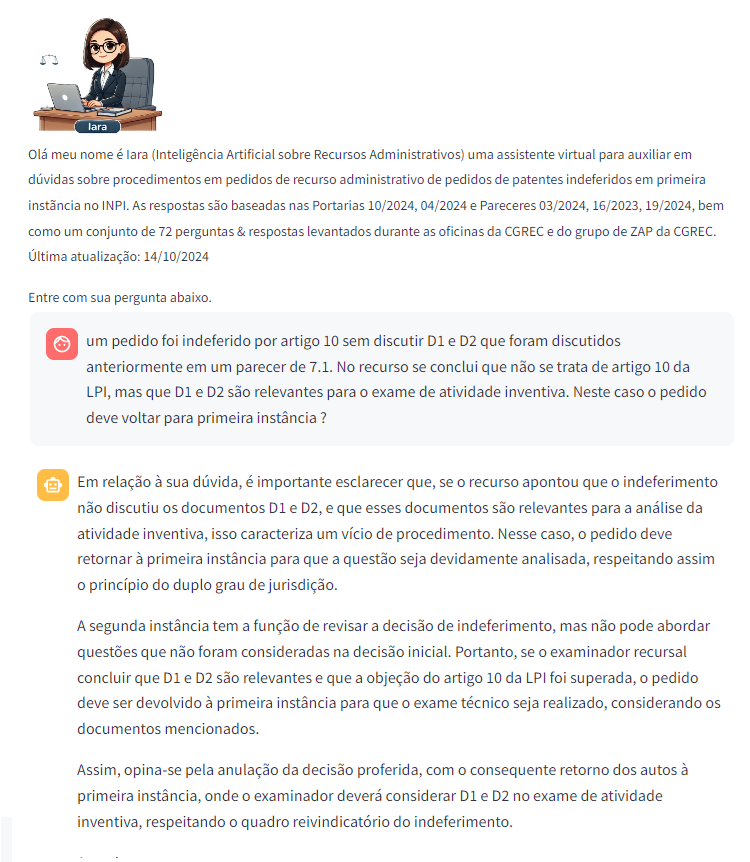 Iara
Olá meu nome é Iara (Inteligência Artificial sobre Recursos Administrativos) uma assistente virtual para auxiliar em
dúvidas sobre procedimentos em pedidos de recurso administrativo de pedidos de patentes indeferidos em primeira
instãncia no INPI. As respostas são baseadas nas Portarias 10/2024, 04/2024 e Pareceres 03/2024, 16/2023, 19/2024, bem
como um conjunto de 72 perguntas & respostas levantados durante as oficinas da CGREC e do grupo de ZAP da CGREC.
Última atualização: 14/10/2024
Entre com sua pergunta abaixo.
um pedido foi indeferido por artigo 10 sem discutir D1 e D2 que foram discutidos
anteriormente em um parecer de 7.1. No recurso se conclui que não se trata de artigo 10 da
LPI, mas que D1 e D2 são relevantes para o exame de atividade inventiva. Neste caso o pedido
deve voltar para primeira instância ?
Em relação à sua dúvida, é importante esclarecer que, se o recurso apontou que o indeferimento
não discutiu os documentos D1 e D2, e que esses documentos são relevantes para a análise da
atividade inventiva, isso caracteriza um vício de procedimento. Nesse caso, o pedido deve
retornar à primeira instância para que a questão seja devidamente analisada, respeitando assim
o princípio do duplo grau de jurisdição.
A segunda instância tem a função de revisar a decisão de indeferimento, mas não pode abordar
questões que não foram consideradas na decisão inicial. Portanto, se o examinador recursal
concluir que D1 e D2 são relevantes e que a objeção do artigo 10 da LPI foi superada, o pedido
deve ser devolvido à primeira instância para que o exame técnico seja realizado, considerando os
documentos mencionados.
Assim, opina-se pela anulação da decisão proferida, com o consequente retorno dos autos à
primeira instância, onde o examinador deverá considerar D1 e D2 no exame de atividade
inventiva, respeitando o quadro reivindicatório do indeferimento.